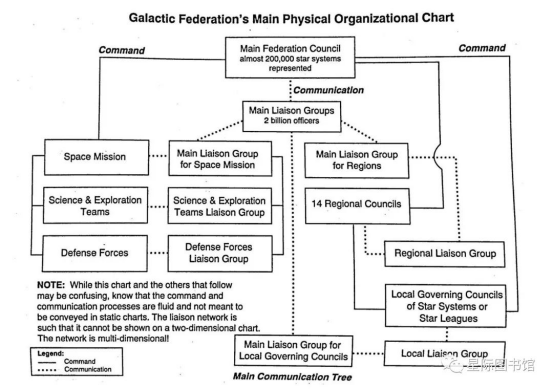 Galactic Federation's Main Physical Organizational Chart
Command
Main Federation Council
almost 200,000 star systems
represented
Command
Communication
Main Liaison Groups
2 billion officers
Space Mission
Main Liaison Group
for Space Mission
Main Liaison Group
for Regions
Science & Exploration
Teams
Science & Exploration
Teams Liaison Group
14 Regional Councils
Defense Forces
Defense Forces
Liaison Group
Regional Liaison Group
NOTE: While this chart and the others that follow
may be confusing, know that the command and
communication processes are fluid and not meant to
be conveyed in static charts. The liaison network is
such that it cannot be shown on a two-dimensional chart.
The network is multi-dimensional!
Local Governing Councils
of Star Systems or
Star Leagues
Legend:
Command
Communication
Main Liaison Group for
Local Governing Councils
Local Liaison Group
Main Communication Tree
星际图书馆